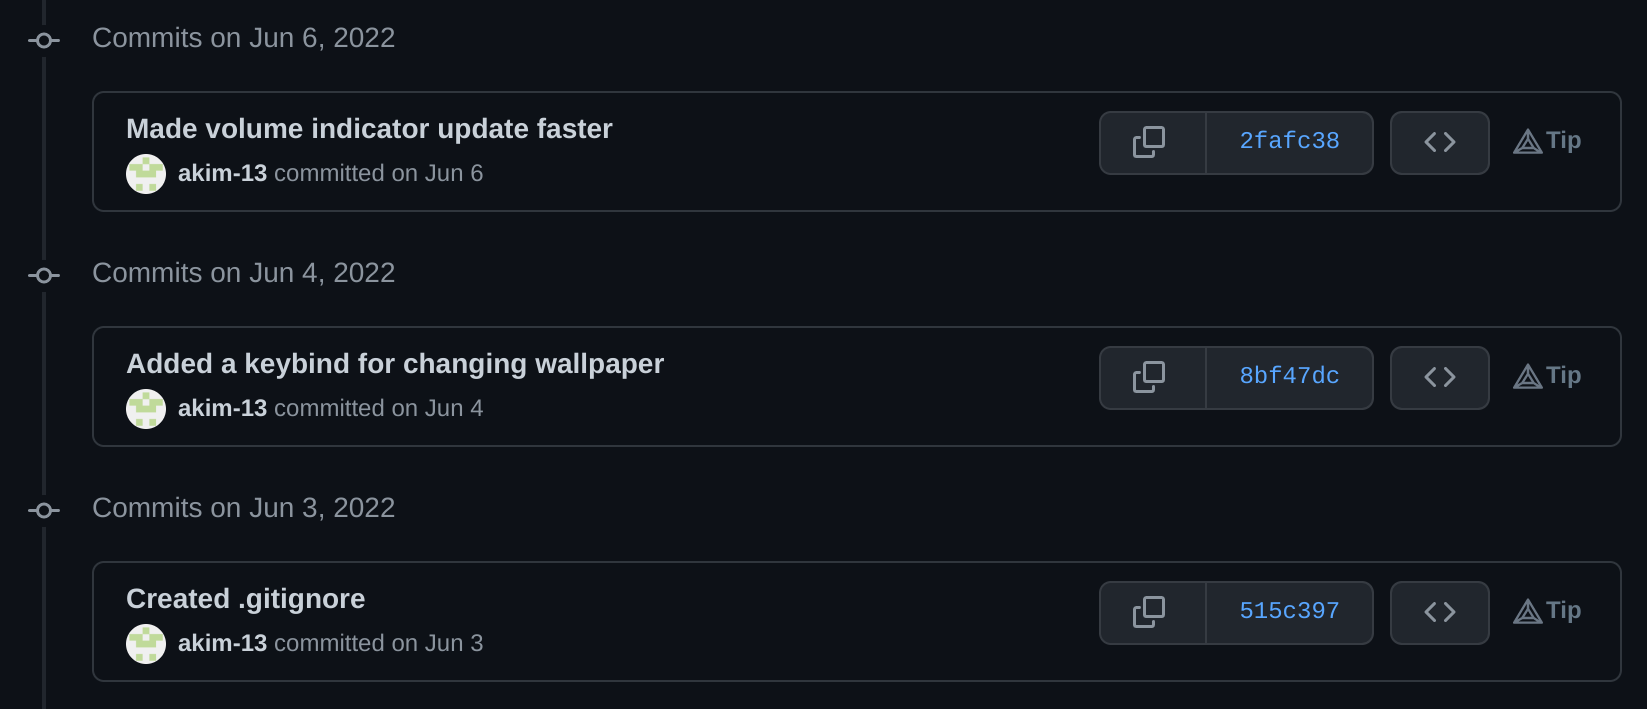 Commits on Jun 6, 2022
Made volume indicator update faster
akim-13 committed on Jun 6
2fafc38
Tip
Commits on Jun 4, 2022
Added a keybind for changing wallpaper
akim-13 committed on Jun 4
8bf47dc
Tip
Commits on Jun 3, 2022
Created .gitignore
akim-13 committed on Jun 3
515c397
Tip